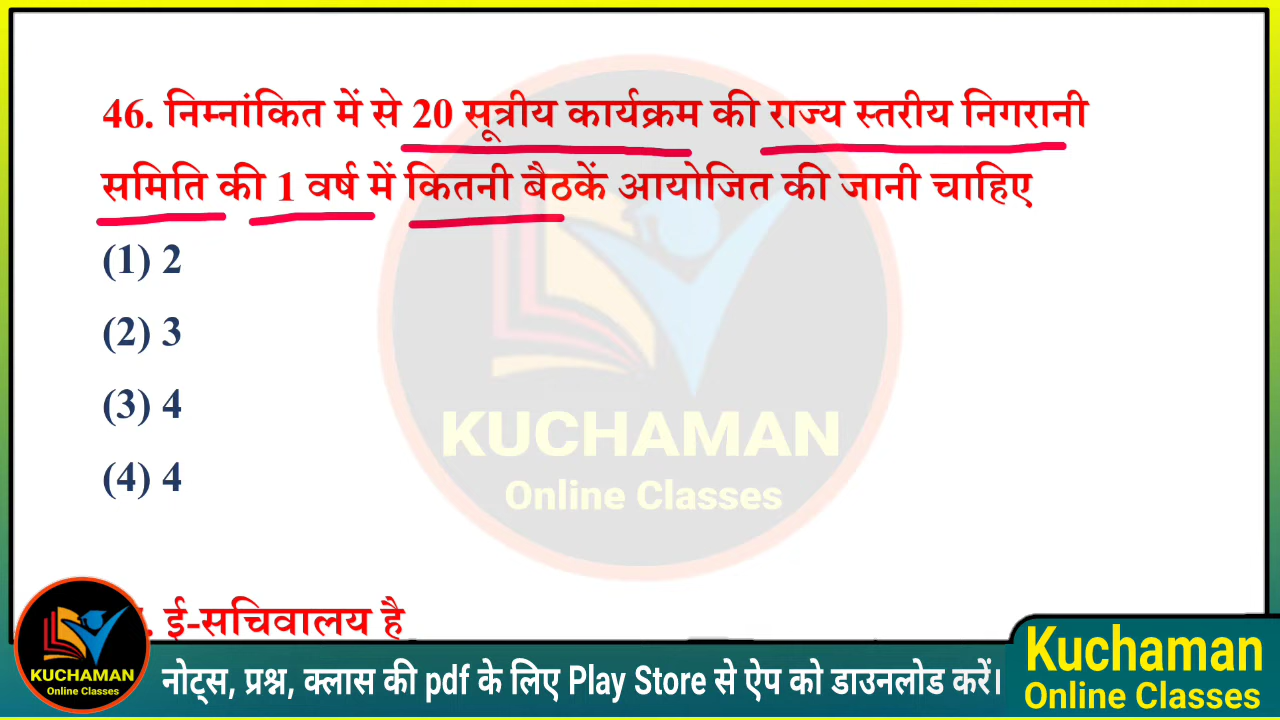 46. निम्नांकित में से 20 सूत्रीय कार्यक्रम की राज्य स्तरीय निगरानी
समिति की 1 वर्ष में कितनी बैठकें आयोजित की जानी चाहिए
(1) 2
(2) 3
(3) 4
(4) 4
KUCHAMAN
Online Classes
ई-सचिवालय है
KUCHAMAN
Online Classes
नोट्स, प्रश्न, क्लास की pdf के लिए Play Store से ऐप को डाउनलोड करें।
Kuchaman
Online Classes